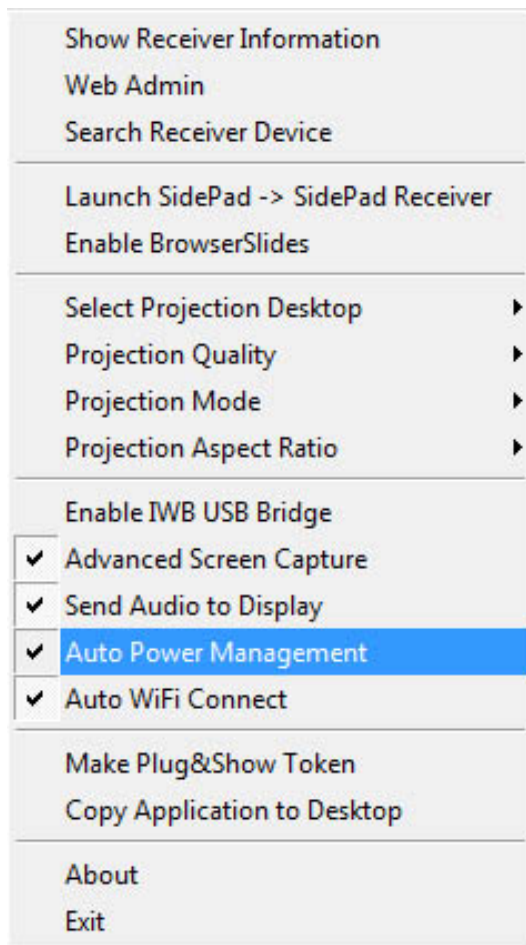 Show Receiver Information
Web Admin
Search Receiver Device
Launch SidePad -> SidePad Receiver
Enable BrowserSlides
Select Projection Desktop
Projection Quality
Projection Mode
Projection Aspect Ratio
Enable IWB USB Bridge
Advanced Screen Capture
Send Audio to Display
Auto Power Management
Auto WiFi Connect
Make Plug&Show Token
Copy Application to Desktop
About
Exit